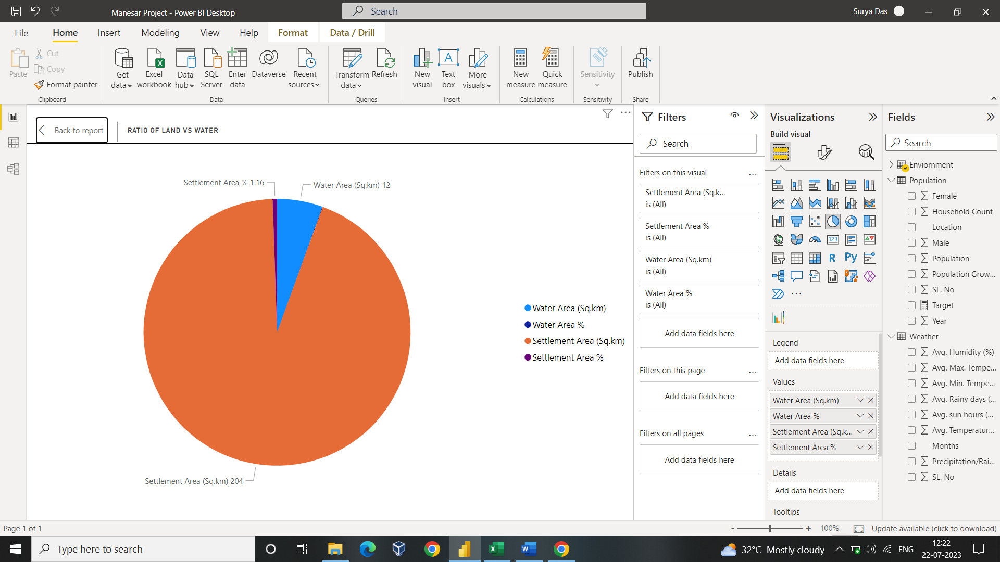 Manesar Project - Power BI Desktop
Search
Surya Das
File
Home
Insert
Modeling
View
Help
Format
Data / Drill
Paste
Cut
Copy
Format painter
Clipboard
Get data
Excel workbook
Data hub
SQL Server
Enter data
Dataverse
Recent sources
Data
Transform data
Refresh
Queries
New visual
Text box
More visuals
Insert
New measure
Quick measure
Calculations
Sensitivity
Sensitivity
Publish
Share
Back to report
RATIO OF LAND VS WATER
Settlement Area % 1.16
Water Area (Sq.km) 12
Settlement Area (Sq.km) 204
Water Area (Sq.km)
Water Area %
Settlement Area (Sq.km)
Settlement Area %
Filters
Search
Filters on this visual
Settlement Area (Sq.k...
is (All)
Settlement Area %
is (All)
Water Area (Sq.km)
is (All)
Water Area %
is (All)
Add data fields here
Filters on this page
Add data fields here
Filters on all pages
Add data fields here
Visualizations
Build visual
123
R
Py
Legend
Add data fields here
Values
Water Area (Sq.km)
Water Area %
Settlement Area (Sq.k...
Settlement Area %
Details
Add data fields here
Tooltips
Fields
Search
Enviornment
Population
Female
Household Count
Location
Male
Population
Population Grow...
SL. No
Target
Year
Weather
Avg. Humidity (%)
Avg. Max. Tempe...
Avg. Min. Tempe...
Avg. Rainy days (...
Avg. sun hours (...
Avg. Temperatur...
Months
Precipitation/Rai...
SL. No
Page 1 of 1
- + 100%
Update available (click to download)
Type here to search
32°C Mostly cloudy
ENG
12:22
22-07-2023